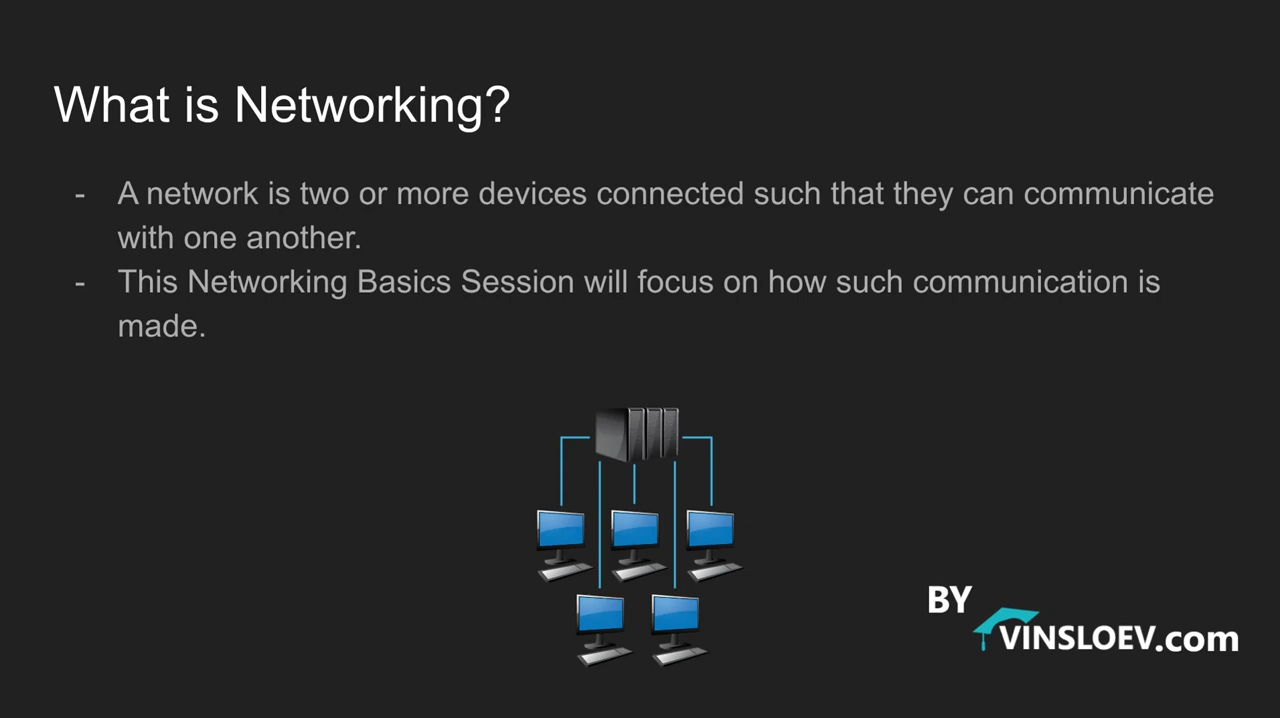 What is Networking?
- A network is two or more devices connected such that they can communicate
with one another.
- This Networking Basics Session will focus on how such communication is
made.
BY
VINSLOEV.com